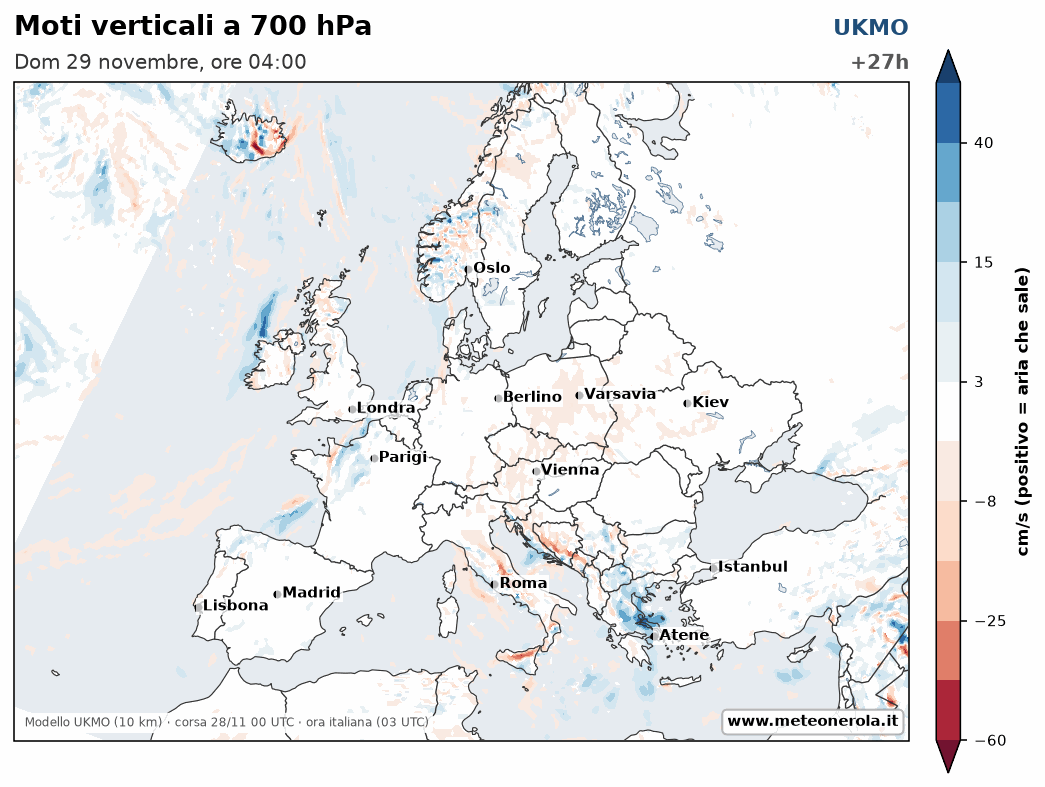 Moti verticali a 700 hPa
UKMO
Dom 29 novembre, ore 04:00
+27h
40
15
3
−8
−25
−60
cm/s (positivo = aria che sale)
Oslo
Londra
Berlino
Varsavia
Kiev
Parigi
Vienna
Roma
Istanbul
Madrid
Lisbona
Atene
Modello UKMO (10 km) · corsa 28/11 00 UTC · ora italiana (03 UTC)
www.meteonerola.it